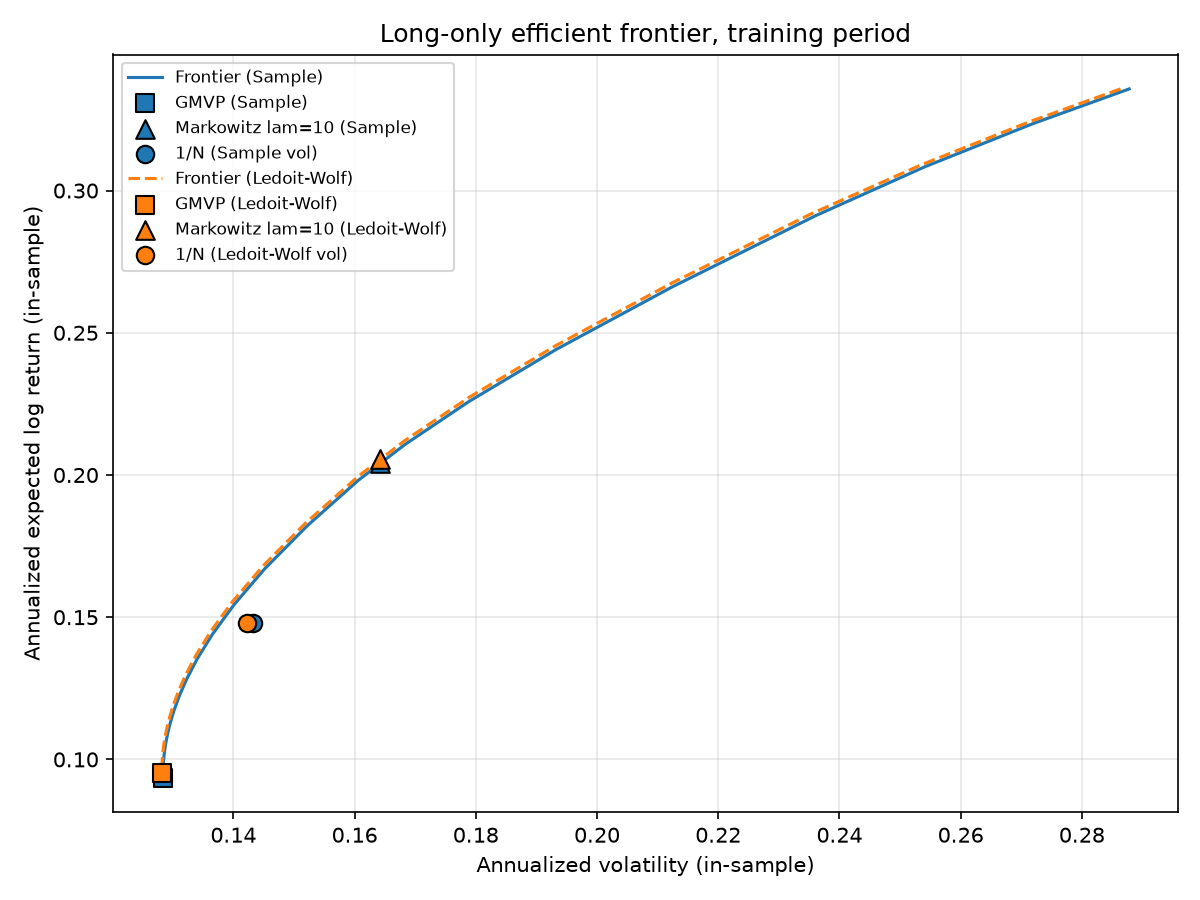 Long-only efficient frontier, training period
Frontier (Sample)
GMVP (Sample)
Markowitz lam=10 (Sample)
1/N (Sample vol)
Frontier (Ledoit-Wolf)
GMVP (Ledoit-Wolf)
Markowitz lam=10 (Ledoit-Wolf)
1/N (Ledoit-Wolf vol)
Annualized expected log return (in-sample)
0.30
0.25
0.20
0.15
0.10
0.14 0.16 0.18 0.20 0.22 0.24 0.26 0.28
Annualized volatility (in-sample)